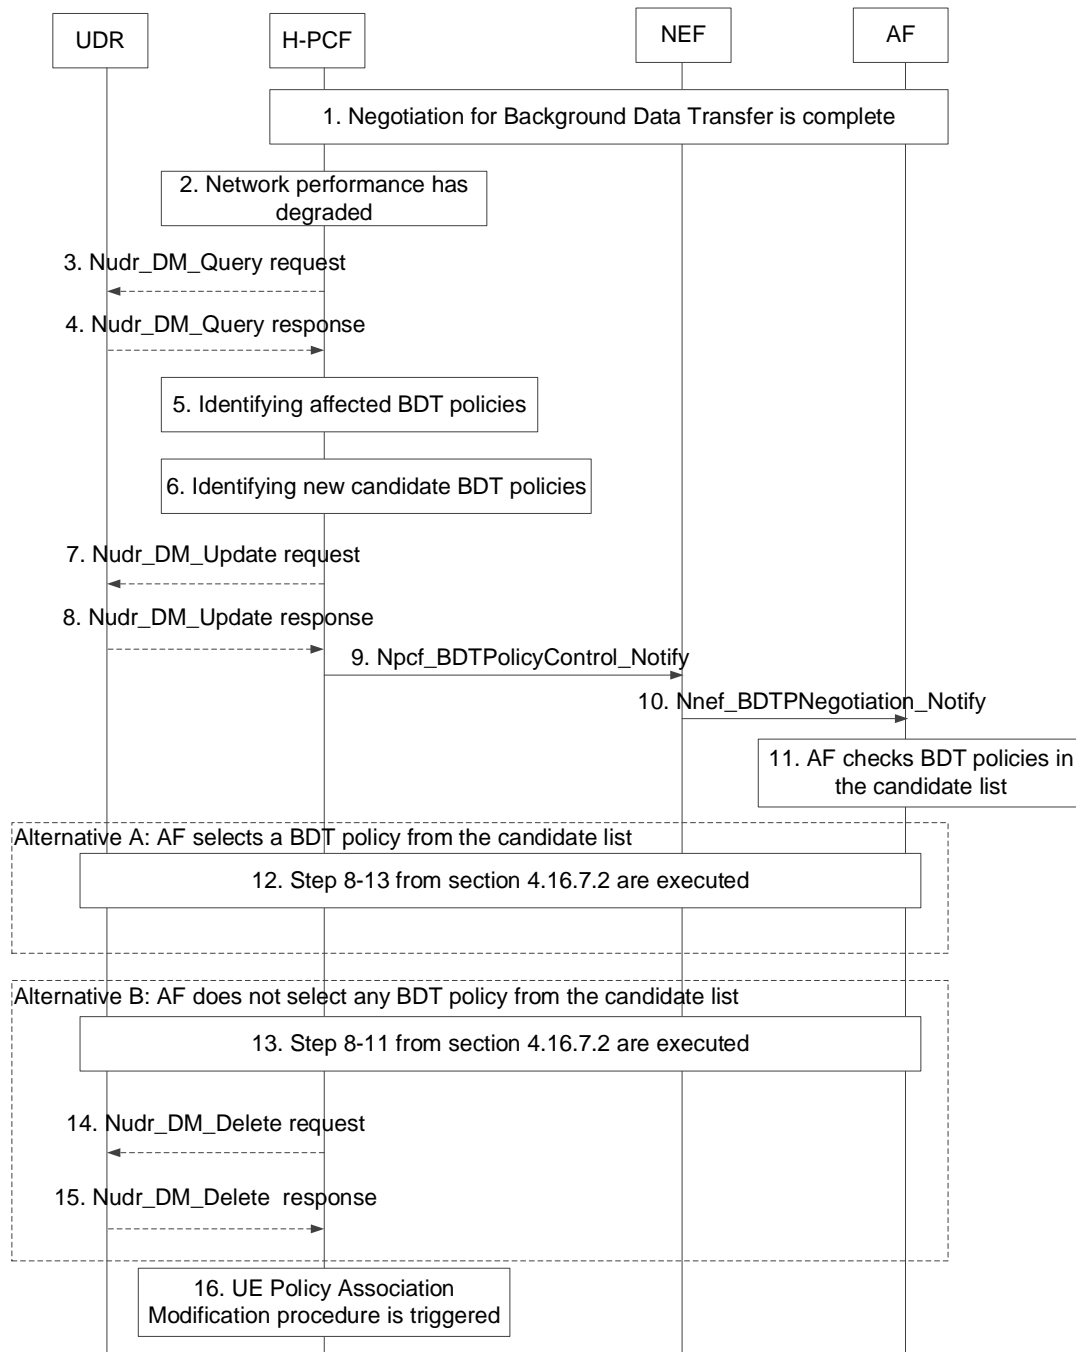 UDR
H-PCF
NEF
AF
1. Negotiation for Background Data Transfer is complete
2. Network performance has
degraded
3. Nudr_DM_Query request
4. Nudr_DM_Query response
5. Identifying affected BDT policies
6. Identifying new candidate BDT policies
7. Nudr_DM_Update request
8. Nudr_DM_Update response
9. Npcf_BDTPolicyControl_Notify
10. Nnef_BDTPNegotiation_Notify
11. AF checks BDT policies in
the candidate list
Alternative A: AF selects a BDT policy from the candidate list
12. Step 8-13 from section 4.16.7.2 are executed
Alternative B: AF does not select any BDT policy from the candidate list
13. Step 8-11 from section 4.16.7.2 are executed
14. Nudr_DM_Delete request
15. Nudr_DM_Delete response
16. UE Policy Association
Modification procedure is triggered